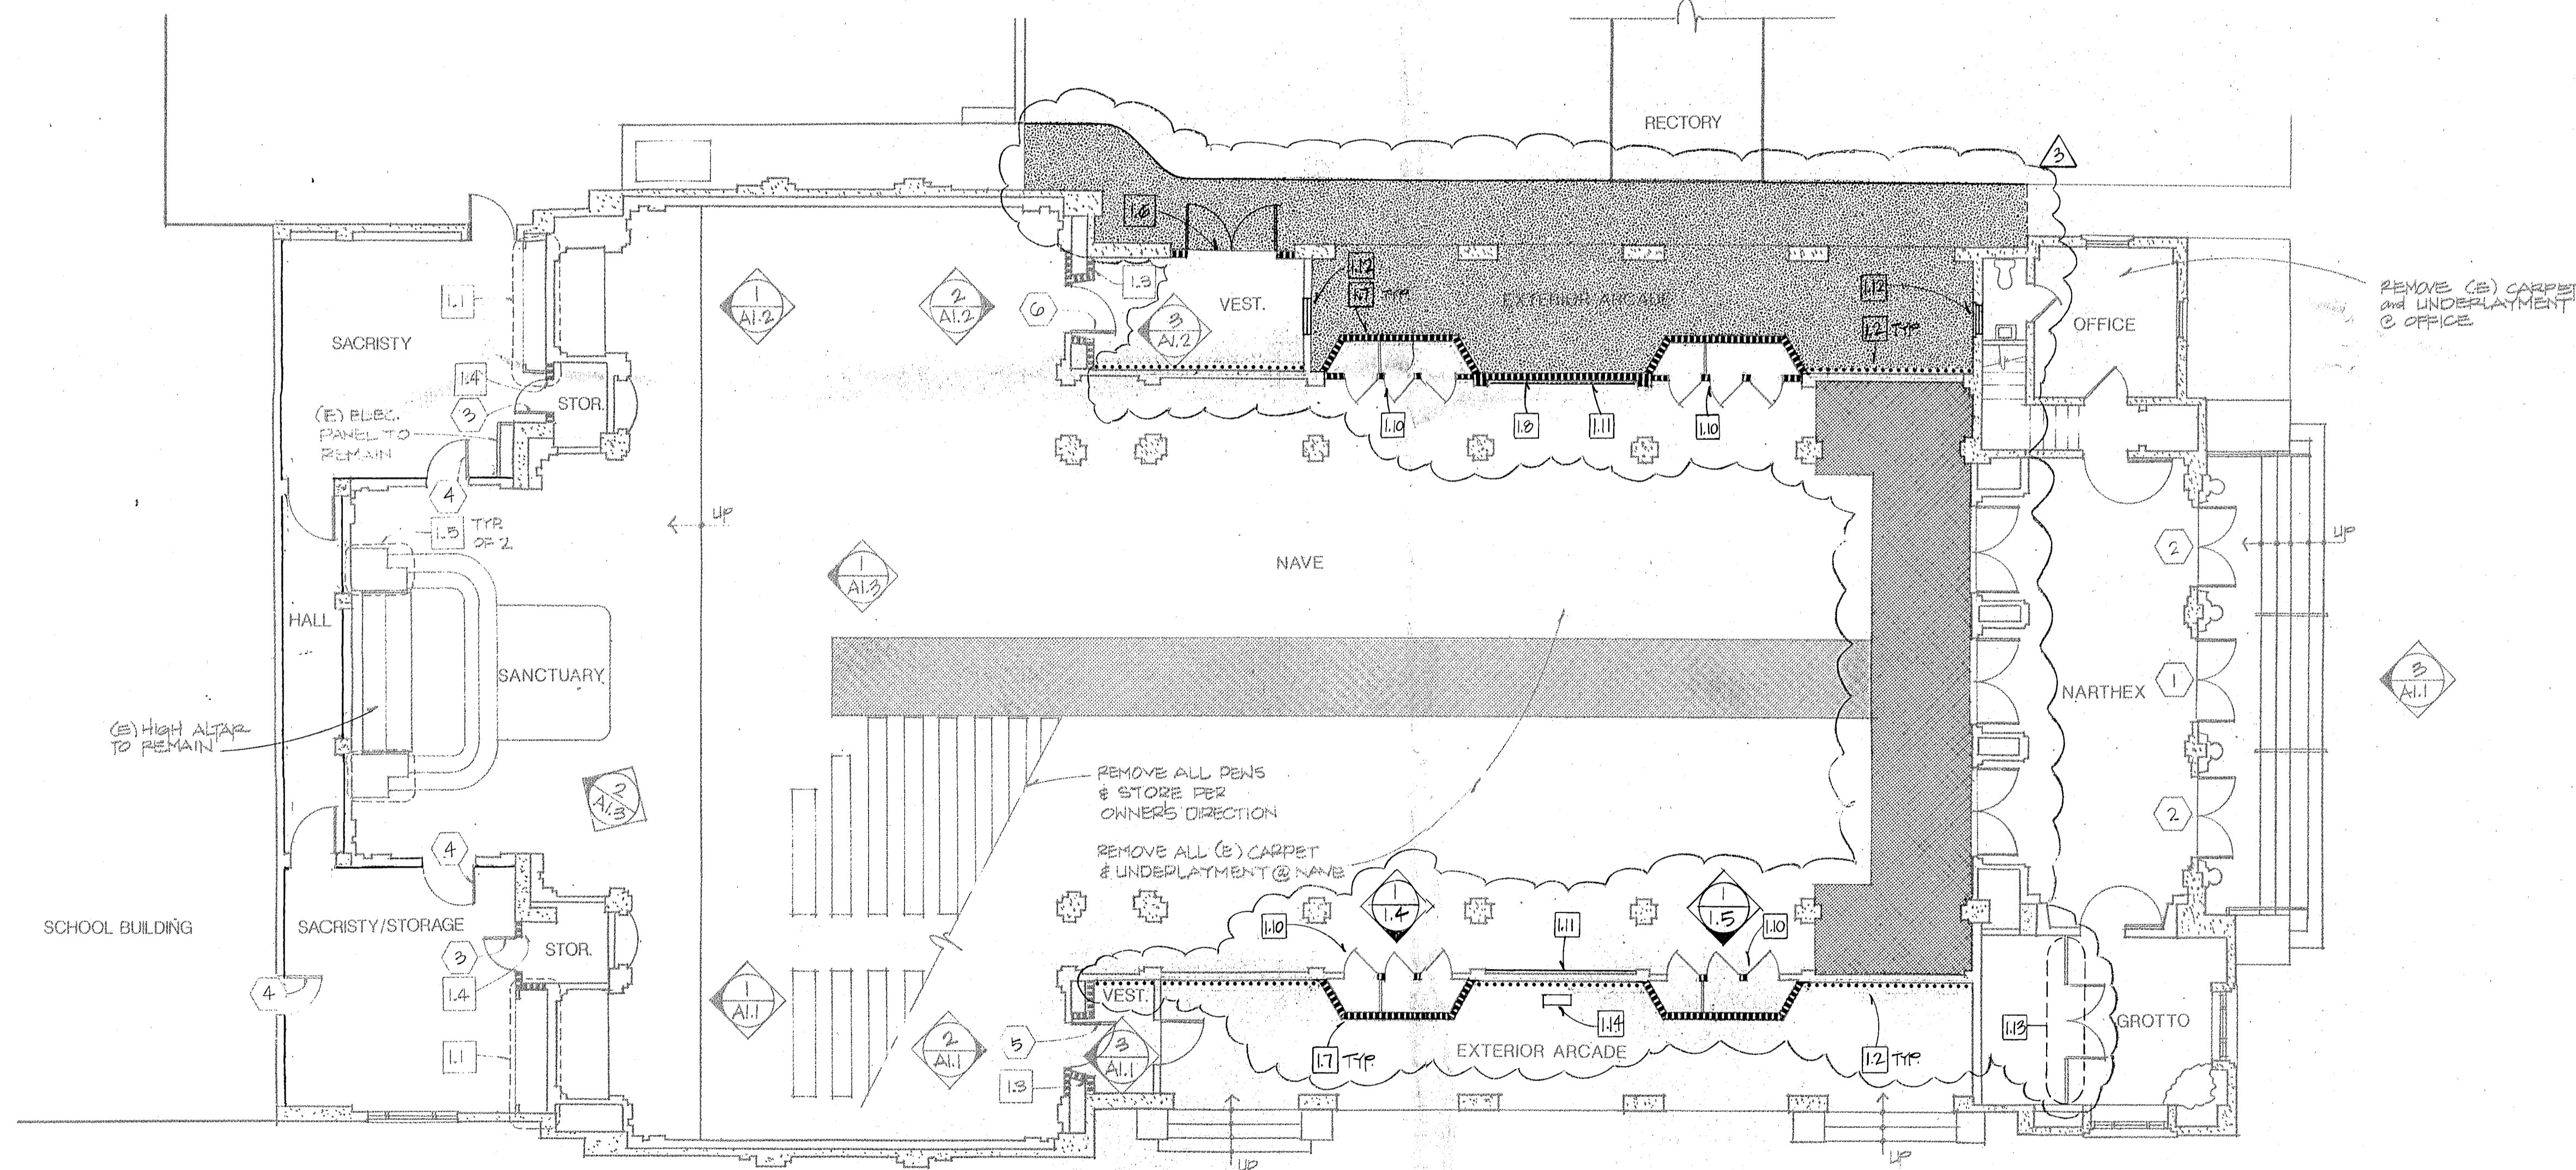 RECTORY
3
1.6
1.12
1.7 TYP.
1.3
1
A1.2
2
A1.2
6
3
A1.2
VEST.
EXTERIOR ARCADE
1.12
1.2 TYP.
OFFICE
REMOVE (E) CARPET
and UNDERLAYMENT
@ OFFICE
1.1
SACRISTY
1.4
3
STOR.
(E) ELEC.
PANEL TO
REMAIN
4
1.5 TYP.
OF 2
1.10
1.8
1.11
1.10
UP
NAVE
1
A1.3
2
UP
HALL
SANCTUARY
NARTHEX
1
3
A1.1
(E) HIGH ALTAR
TO REMAIN
2
A1.3
REMOVE ALL PEWS
& STORE PER
OWNER'S DIRECTION
2
REMOVE ALL (E) CARPET
& UNDERLAYMENT @ NAVE
4
SCHOOL BUILDING
SACRISTY/STORAGE
STOR.
3
1.4
4
1.10
1
1.4
1.11
1
1.5
1.10
1
A1.1
VEST.
2
A1.1
5
3
A1.1
1.3
1.1
1.14
1.7 TYP.
EXTERIOR ARCADE
1.2 TYP.
1.13
GROTTO
UP
UP